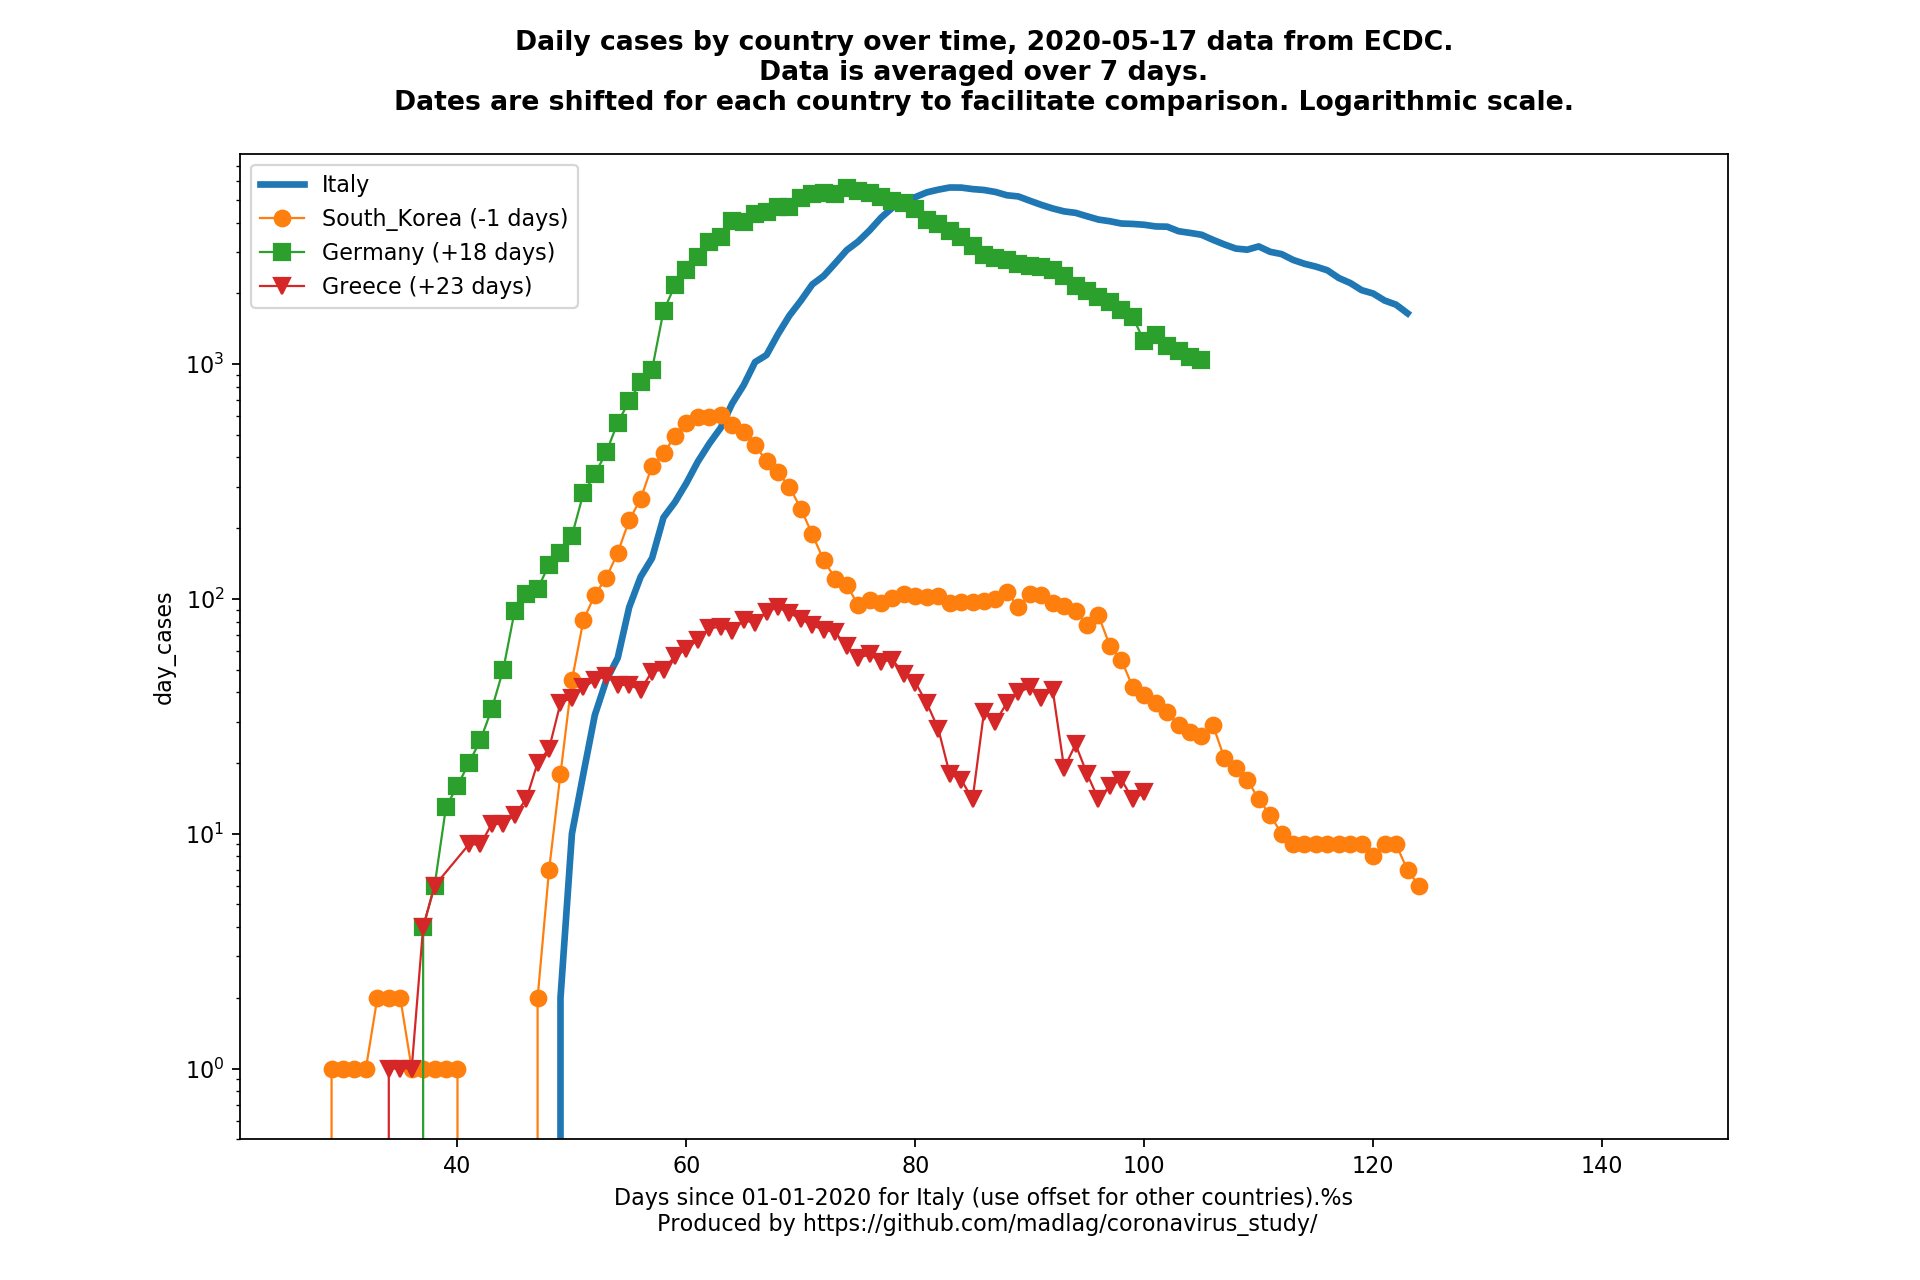 Daily cases by country over time, 2020-05-17 data from ECDC.
Data is averaged over 7 days.
Dates are shifted for each country to facilitate comparison. Logarithmic scale.
Italy
South_Korea (-1 days)
Germany (+18 days)
Greece (+23 days)
day_cases
10³
10²
10¹
10⁰
40 60 80 100 120 140
Days since 01-01-2020 for Italy (use offset for other countries).%s
Produced by https://github.com/madlag/coronavirus_study/